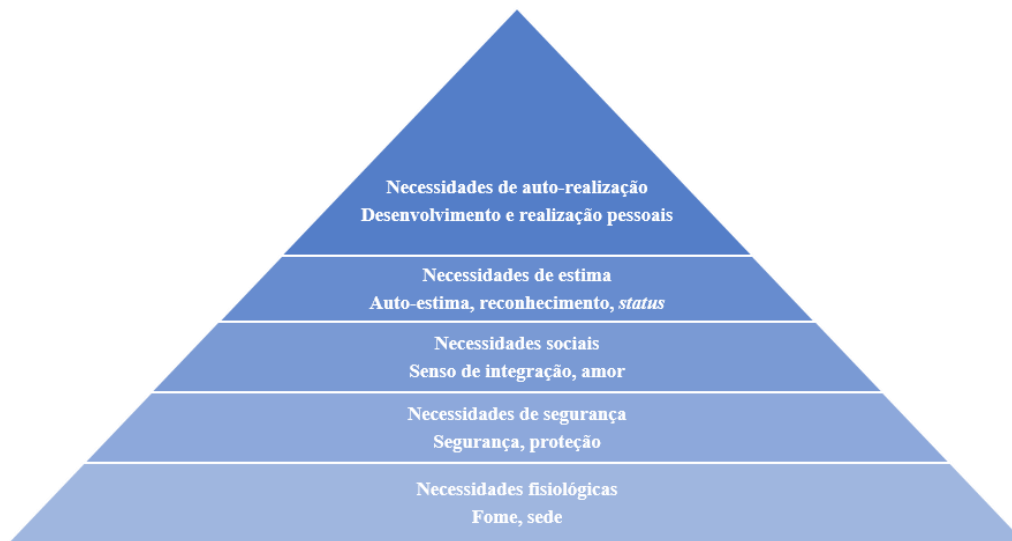 Necessidades de auto-realização
Desenvolvimento e realização pessoais
Necessidades de estima
Auto-estima, reconhecimento, status
Necessidades sociais
Senso de integração, amor
Necessidades de segurança
Segurança, proteção
Necessidades fisiológicas
Fome, sede